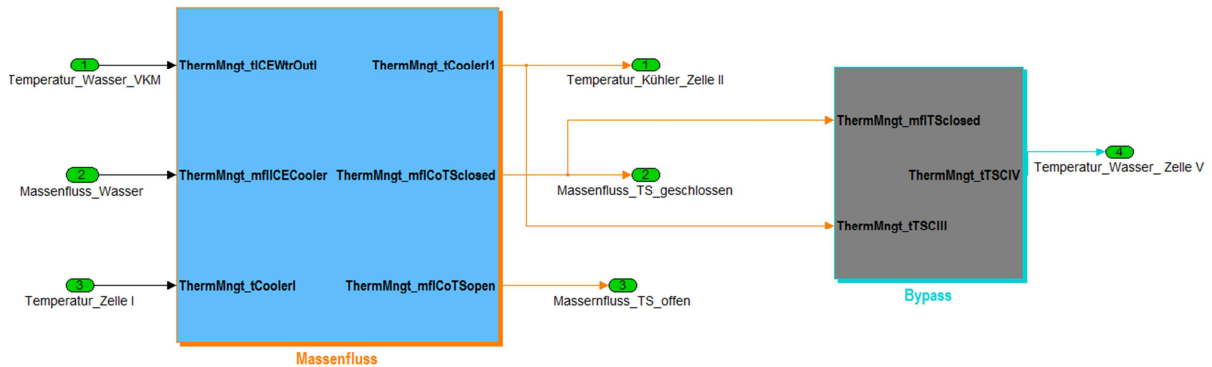 1
Temperatur_Wasser_VKM
2
Massenfluss_Wasser
3
Temperatur_Zelle I
ThermMngt_tICEWtrOutI
ThermMngt_mflICECooler
ThermMngt_tCoolerI
ThermMngt_tCoolerI1
ThermMngt_mflCoTSclosed
ThermMngt_mflCoTSopen
Massenfluss
1
Temperatur_Kühler_Zelle II
2
Massenfluss_TS_geschlossen
3
Massernfluss_TS_offen
ThermMngt_mflTSclosed
ThermMngt_tTSCIII
ThermMngt_tTSCIV
Bypass
4
Temperatur_Wasser_ Zelle V